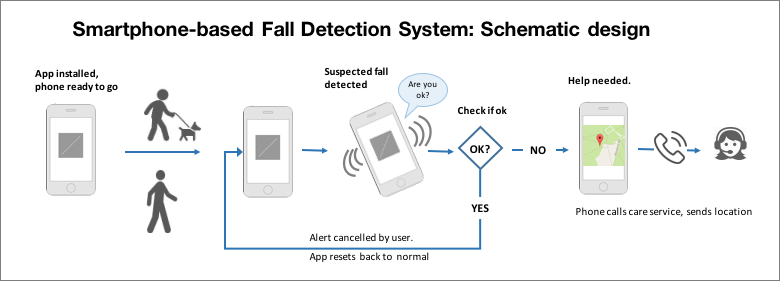 Smartphone-based Fall Detection System: Schematic design
App installed,
phone ready to go
Suspected fall
detected
Are you
ok?
Check if ok
OK?
NO
YES
Help needed.
Phone calls care service, sends location
Alert cancelled by user.
App resets back to normal